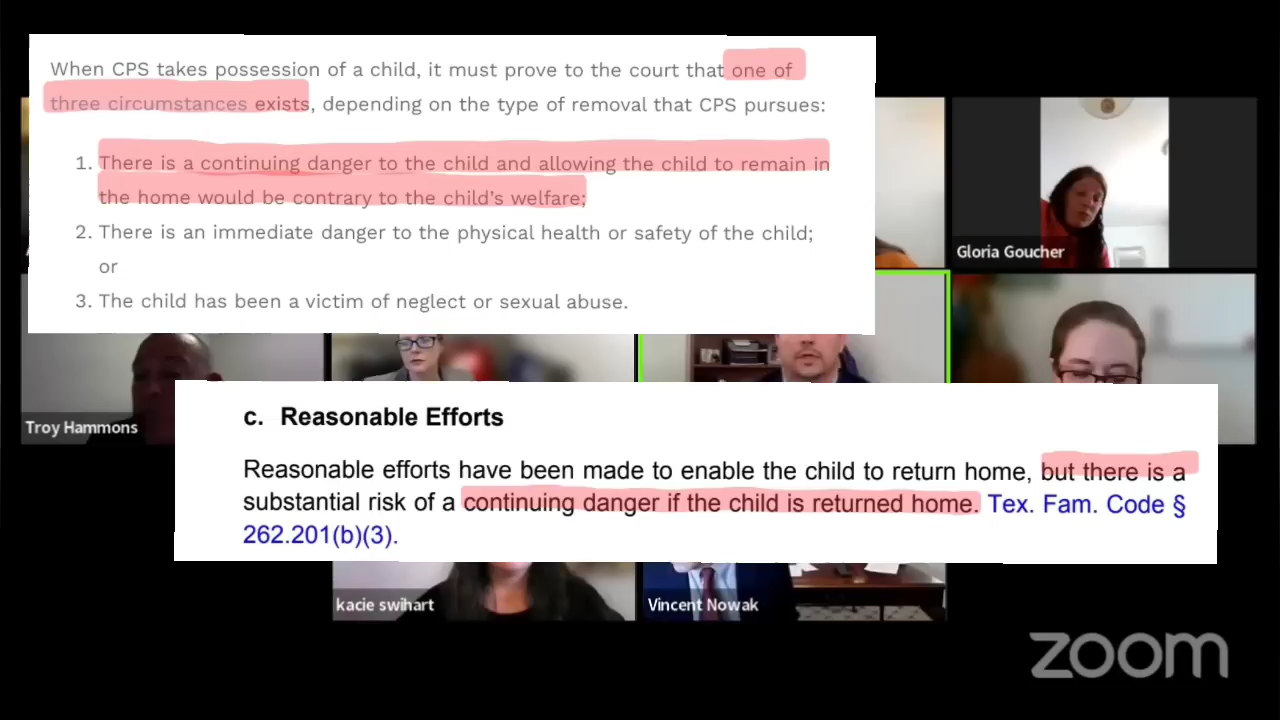 When CPS takes possession of a child, it must prove to the court that one of
three circumstances exists, depending on the type of removal that CPS pursues:
1. There is a continuing danger to the child and allowing the child to remain in
the home would be contrary to the child's welfare;
2. There is an immediate danger to the physical health or safety of the child;
or
3. The child has been a victim of neglect or sexual abuse.
Gloria Goucher
Troy Hammons
c. Reasonable Efforts
Reasonable efforts have been made to enable the child to return home, but there is a
substantial risk of a continuing danger if the child is returned home. Tex. Fam. Code §
262.201(b)(3).
kacie swihart
Vincent Nowak
zoom